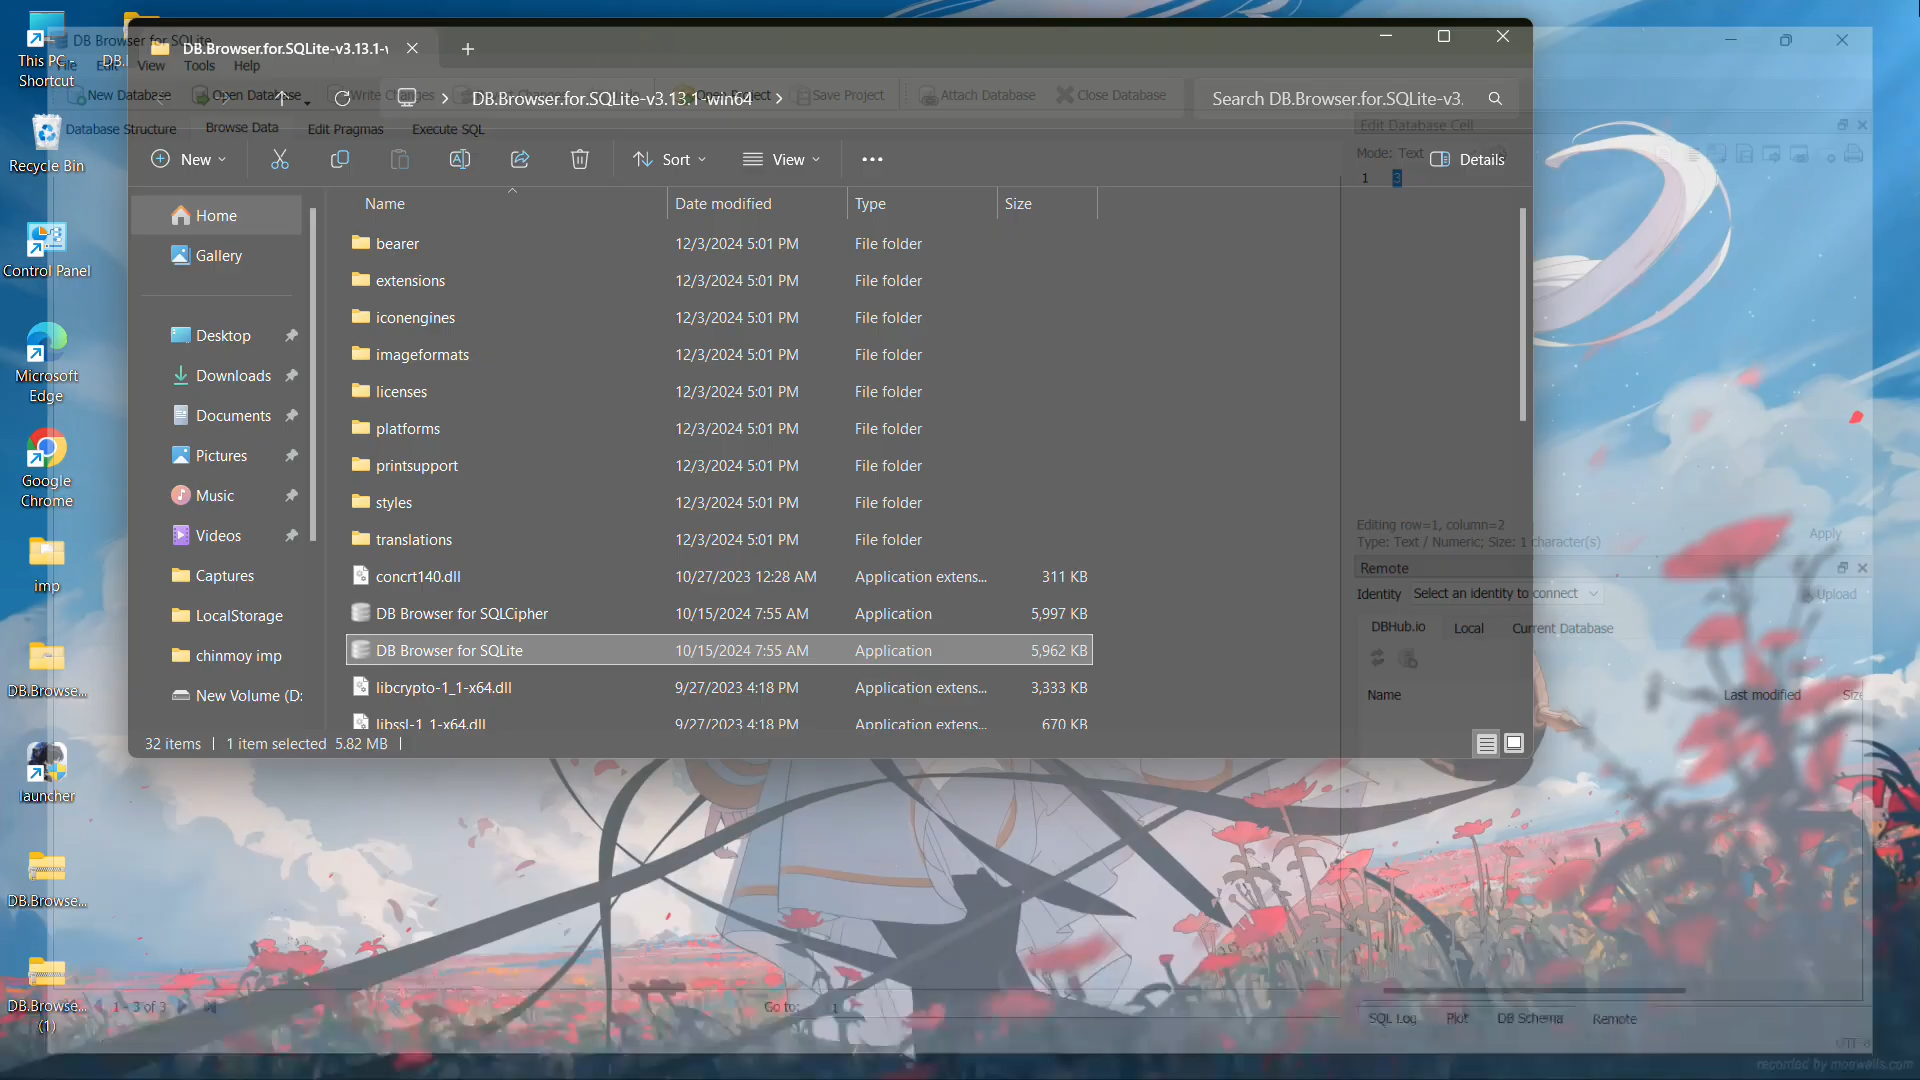 DB Browser for SQLite
DB.Browser.for.SQLite-v3.13.1-w
File Edit View Tools Help
New Database Open Database Write Changes Open Project Save Project Attach Database Close Database
DB.Browser.for.SQLite-v3.13.1-win64
Search DB.Browser.for.SQLite-v3.
Database Structure Browse Data Edit Pragmas Execute SQL
Edit Database Cell
New Sort View Details
Mode: Text
1 3
Name Date modified Type Size
Home
Gallery
Desktop
Downloads
Documents
Pictures
Music
Videos
Captures
LocalStorage
chinmoy imp
New Volume (D:
bearer 12/3/2024 5:01 PM File folder
extensions 12/3/2024 5:01 PM File folder
iconengines 12/3/2024 5:01 PM File folder
imageformats 12/3/2024 5:01 PM File folder
licenses 12/3/2024 5:01 PM File folder
platforms 12/3/2024 5:01 PM File folder
printsupport 12/3/2024 5:01 PM File folder
styles 12/3/2024 5:01 PM File folder
translations 12/3/2024 5:01 PM File folder
concrt140.dll 10/27/2023 12:28 AM Application extens... 311 KB
DB Browser for SQLCipher 10/15/2024 7:55 AM Application 5,997 KB
DB Browser for SQLite 10/15/2024 7:55 AM Application 5,962 KB
libcrypto-1_1-x64.dll 9/27/2023 4:18 PM Application extens... 3,333 KB
libssl-1_1-x64.dll 9/27/2023 4:18 PM Application extens... 670 KB
32 items 1 item selected 5.82 MB
Editing row=1, column=2
Type: Text / Numeric; Size: 1 character(s)
Apply
Remote
Identity Select an identity to connect Upload
DBHub.io Local Current Database
Name Last modified Size
This PC -
Shortcut
DB.
Recycle Bin
Control Panel
Microsoft
Edge
Google
Chrome
imp
DB.Browse...
launcher
DB.Browse...
DB.Browse...
(1)
1 - 3 of 3
Go to: 1
SQL Log Plot DB Schema Remote
UTF-8
recorded by moewalls.com